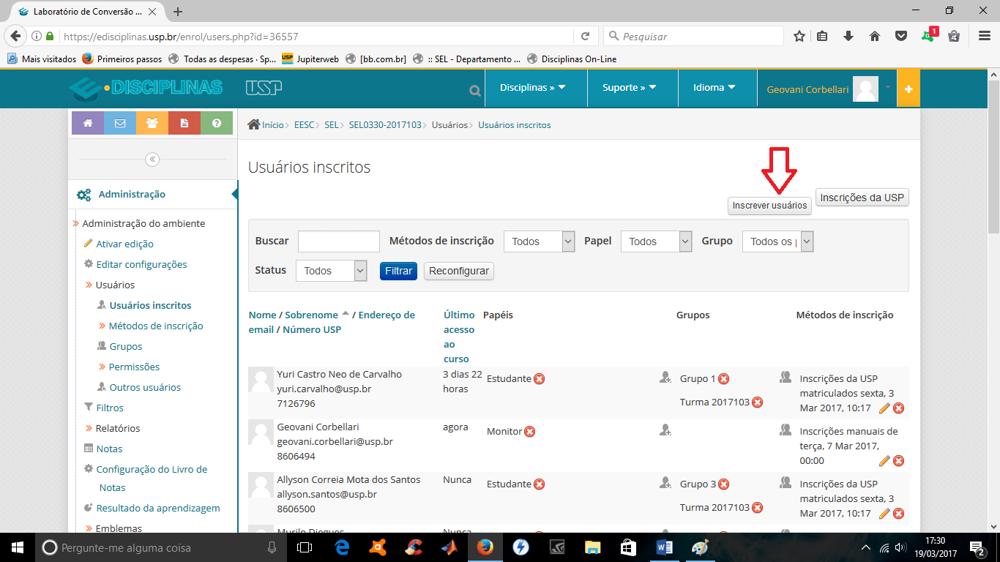 Laboratório de Conversão ...
https://edisciplinas.usp.br/enrol/users.php?id=36557
Pesquisar
1
Mais visitados
Primeiros passos
Todas as despesas · Sp...
USP
Jupiterweb
[bb.com.br]
:: SEL - Departamento ...
Disciplinas On-Line
DISCIPLINAS
USP
Disciplinas »
Suporte »
Idioma
Geovani Corbellari
Início
EESC
SEL
SEL0330-2017103
Usuários
Usuários inscritos
Usuários inscritos
Inscrever usuários
Inscrições da USP
Administração
Administração do ambiente
Ativar edição
Editar configurações
Usuários
Usuários inscritos
Métodos de inscrição
Grupos
Permissões
Outros usuários
Filtros
Relatórios
Notas
Configuração do Livro de
Notas
Resultado da aprendizagem
Emblemas
Buscar
Métodos de inscrição
Todos
Papel
Todos
Grupo
Todos os
Status
Todos
Filtrar
Reconfigurar
Nome / Sobrenome / Endereço de
email / Número USP
Último
acesso
ao
curso
Papéis
Grupos
Métodos de inscrição
Yuri Castro Neo de Carvalho
yuri.carvalho@usp.br
7126796
3 dias 22
horas
Estudante
Grupo 1
Turma 2017103
Inscrições da USP
matriculados sexta, 3
Mar 2017, 10:17
Geovani Corbellari
geovani.corbellari@usp.br
8606494
agora
Monitor
Inscrições manuais de
terça, 7 Mar 2017,
00:00
Allyson Correia Mota dos Santos
allyson.santos@usp.br
8606500
Nunca
Estudante
Grupo 3
Turma 2017103
Inscrições da USP
matriculados sexta, 3
Mar 2017, 10:17
Murilo Diegues
Nunca
Pergunte-me alguma coisa
17:30
19/03/2017
2